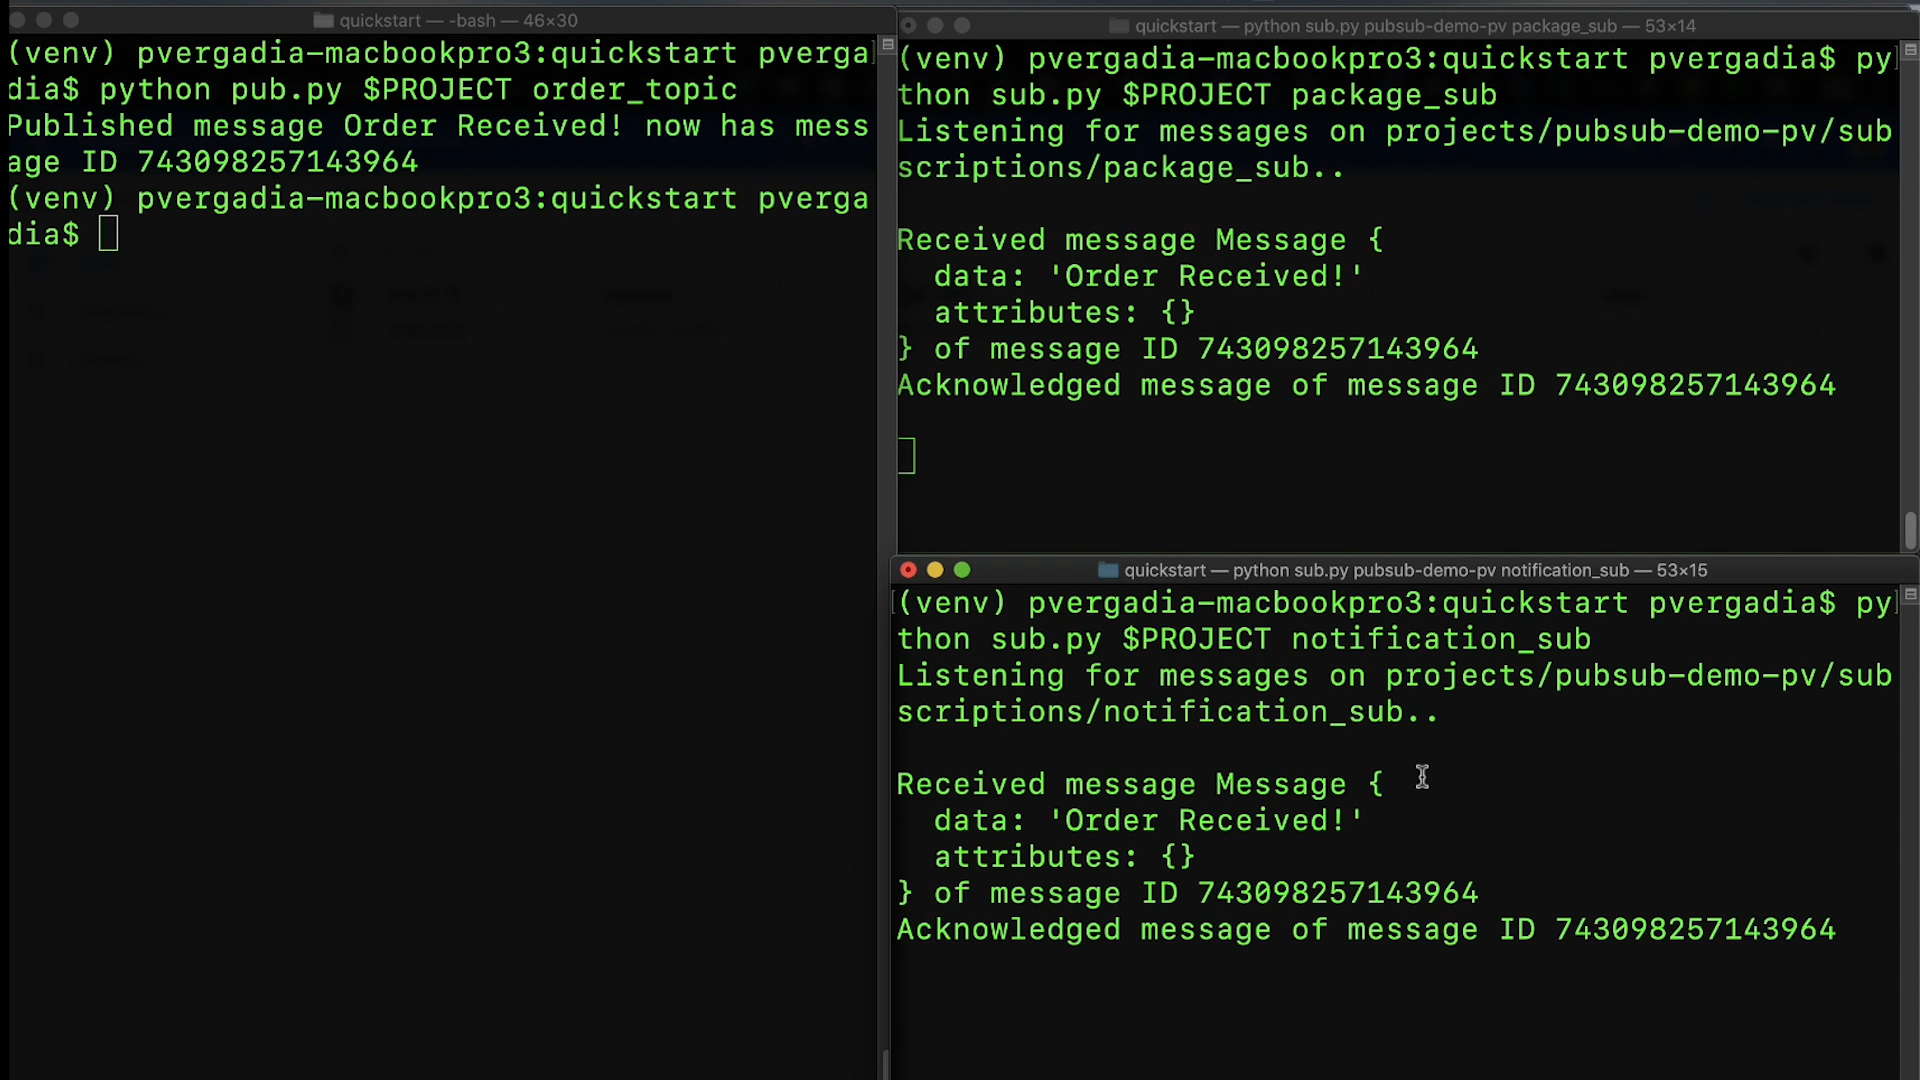 quickstart — -bash — 46×30
(venv) pvergadia-macbookpro3:quickstart pverga
dia$ python pub.py $PROJECT order_topic
Published message Order Received! now has mess
age ID 743098257143964
(venv) pvergadia-macbookpro3:quickstart pverga
dia$
quickstart — python sub.py pubsub-demo-pv package_sub — 53×14
(venv) pvergadia-macbookpro3:quickstart pvergadia$ py
thon sub.py $PROJECT package_sub
Listening for messages on projects/pubsub-demo-pv/sub
scriptions/package_sub..
Received message Message {
data: 'Order Received!'
attributes: {}
} of message ID 743098257143964
Acknowledged message of message ID 743098257143964
quickstart — python sub.py pubsub-demo-pv notification_sub — 53×15
(venv) pvergadia-macbookpro3:quickstart pvergadia$ py
thon sub.py $PROJECT notification_sub
Listening for messages on projects/pubsub-demo-pv/sub
scriptions/notification_sub..
Received message Message {
data: 'Order Received!'
attributes: {}
} of message ID 743098257143964
Acknowledged message of message ID 743098257143964